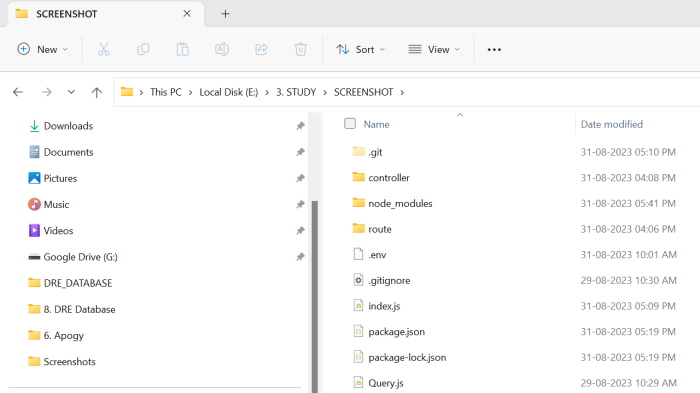 SCREENSHOT
New
Sort
View
This PC
Local Disk (E:)
3. STUDY
SCREENSHOT
Downloads
Documents
Pictures
Music
Videos
Google Drive (G:)
DRE_DATABASE
8. DRE Database
6. Apogy
Screenshots
Name Date modified
.git 31-08-2023 05:10 PM
controller 31-08-2023 04:08 PM
node_modules 31-08-2023 05:41 PM
route 31-08-2023 04:06 PM
.env 31-08-2023 10:01 AM
.gitignore 29-08-2023 10:30 AM
index.js 31-08-2023 05:09 PM
package.json 31-08-2023 05:19 PM
package-lock.json 31-08-2023 05:19 PM
Query.js 29-08-2023 10:29 AM